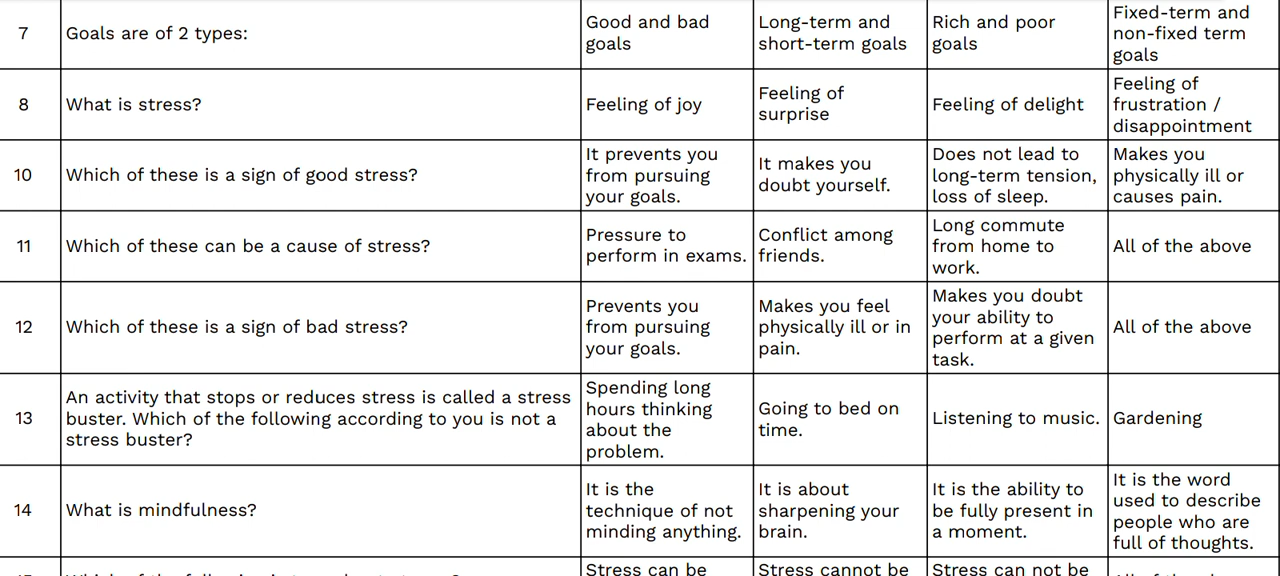 7
Goals are of 2 types:
Good and bad
goals
Long-term and
short-term goals
Rich and poor
goals
Fixed-term and
non-fixed term
goals
8
What is stress?
Feeling of joy
Feeling of
surprise
Feeling of delight
Feeling of
frustration /
disappointment
10
Which of these is a sign of good stress?
It prevents you
from pursuing
your goals.
It makes you
doubt yourself.
Does not lead to
long-term tension,
loss of sleep.
Makes you
physically ill or
causes pain.
11
Which of these can be a cause of stress?
Pressure to
perform in exams.
Conflict among
friends.
Long commute
from home to
work.
All of the above
12
Which of these is a sign of bad stress?
Prevents you
from pursuing
your goals.
Makes you feel
physically ill or in
pain.
Makes you doubt
your ability to
perform at a given
task.
All of the above
13
An activity that stops or reduces stress is called a stress
buster. Which of the following according to you is not a
stress buster?
Spending long
hours thinking
about the
problem.
Going to bed on
time.
Listening to music.
Gardening
14
What is mindfulness?
It is the
technique of not
minding anything.
It is about
sharpening your
brain.
It is the ability to
be fully present in
a moment.
It is the word
used to describe
people who are
full of thoughts.
Stress can be
Stress cannot be
Stress can not be